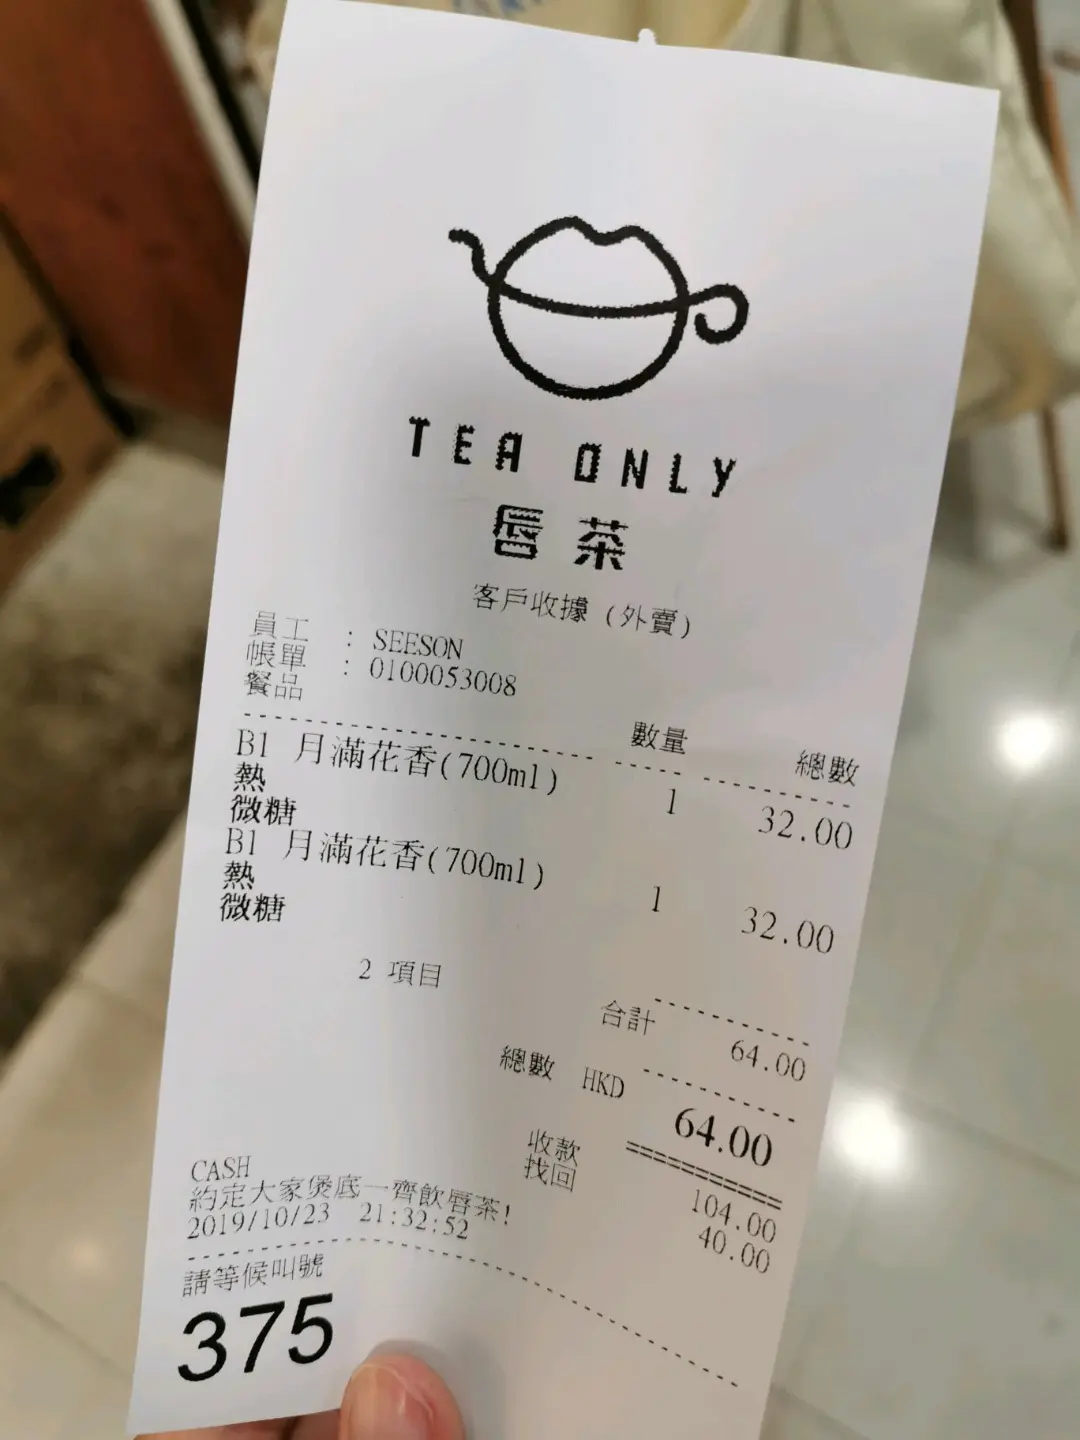 TEA ONLY
唇茶
客戶收據 (外賣)
員工 : SEESON
帳單 : 0100053008
餐品 數量 總數
B1 月滿花香(700ml) 1 32.00
熱
微糖
B1 月滿花香(700ml) 1 32.00
熱
微糖
2 項目
合計 64.00
總數 HKD 64.00
收款 104.00
找回 40.00
CASH
約定大家煲底一齊飲唇茶!
2019/10/23 21:32:52
請等候叫號
375